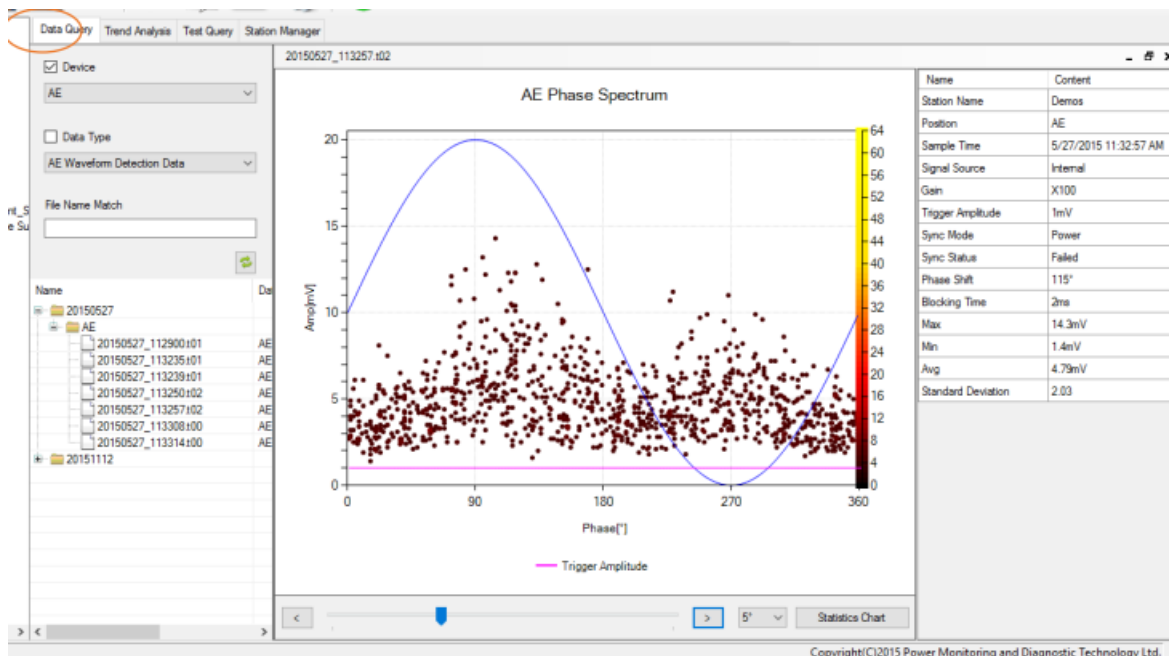 Data Query Trend Analysis Test Query Station Manager
Device
AE
Data Type
AE Waveform Detection Data
File Name Match
Name Da
20150527
AE
20150527_112900.t01 AE
20150527_113235.t01 AE
20150527_113239.t01 AE
20150527_113250.t02 AE
20150527_113257.t02 AE
20150527_113308.t00 AE
20150527_113314.t00 AE
20151112
20150527_113257.t02
AE Phase Spectrum
Amp[mV]
20
15
10
5
0
0 90 180 270 360
Phase[°]
Trigger Amplitude
64
60
56
52
48
44
40
36
32
28
24
20
16
12
8
4
0
< > 5° Statistics Chart
Name Content
Station Name Demos
Position AE
Sample Time 5/27/2015 11:32:57 AM
Signal Source Internal
Gain X100
Trigger Amplitude 1mV
Sync Mode Power
Sync Status Failed
Phase Shift 115°
Blocking Time 2ms
Max 14.3mV
Min 1.4mV
Avg 4.79mV
Standard Deviation 2.03
Copyright(C)2015 Power Monitoring and Diagnostic Technology Ltd.